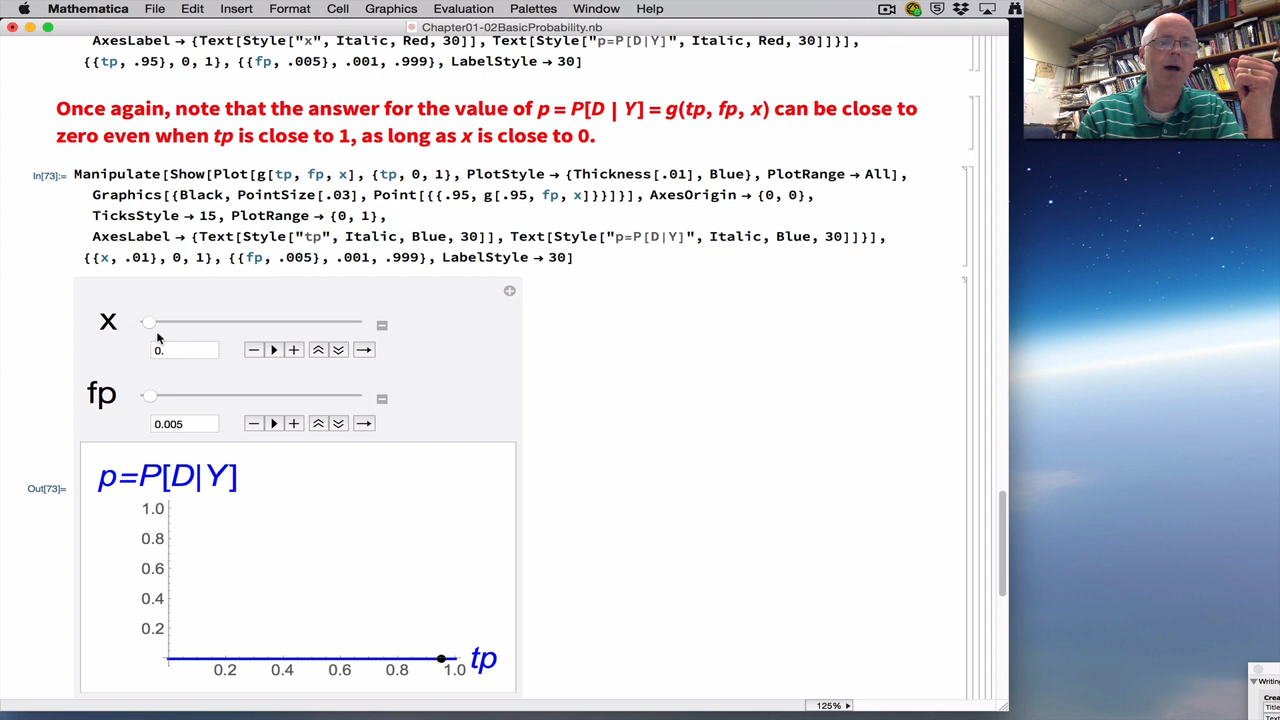 Mathematica File Edit Insert Format Cell Graphics Evaluation Palettes Window Help
Chapter01-02BasicProbability.nb
AxesLabel → {Text[Style["x", Italic, Red, 30]], Text[Style["p=P[D|Y]", Italic, Red, 30]]}],
{{tp, .95}, 0, 1}, {{fp, .005}, .001, .999}, LabelStyle → 30]
Once again, note that the answer for the value of p = P[D | Y] = g(tp, fp, x) can be close to
zero even when tp is close to 1, as long as x is close to 0.
In[73]:= Manipulate[Show[Plot[g[tp, fp, x], {tp, 0, 1}, PlotStyle → {Thickness[.01], Blue}, PlotRange → All],
Graphics[{Black, PointSize[.03], Point[{{.95, g[.95, fp, x]}}]}], AxesOrigin → {0, 0},
TicksStyle → 15, PlotRange → {0, 1},
AxesLabel → {Text[Style["tp", Italic, Blue, 30]], Text[Style["p=P[D|Y]", Italic, Blue, 30]]}],
{{x, .01}, 0, 1}, {{fp, .005}, .001, .999}, LabelStyle → 30]
x
0.
fp
0.005
Out[73]=
p=P[D|Y]
1.0
0.8
0.6
0.4
0.2
0.2 0.4 0.6 0.8 1.0 tp
125%
Writing
Crea
Title